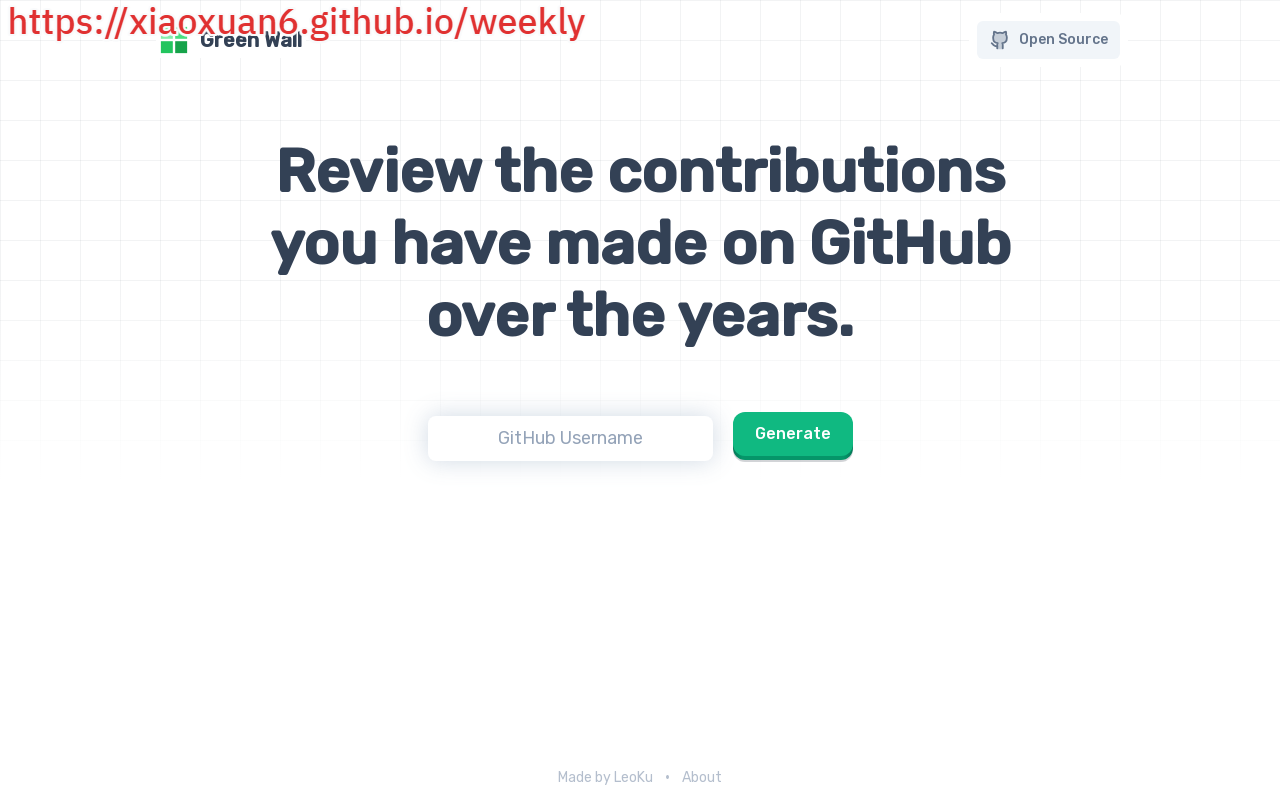 https://xiaoxuan6.github.io/weekly
Green Wall
Open Source
Review the contributions
you have made on GitHub
over the years.
GitHub Username
Generate
Made by LeoKu • About